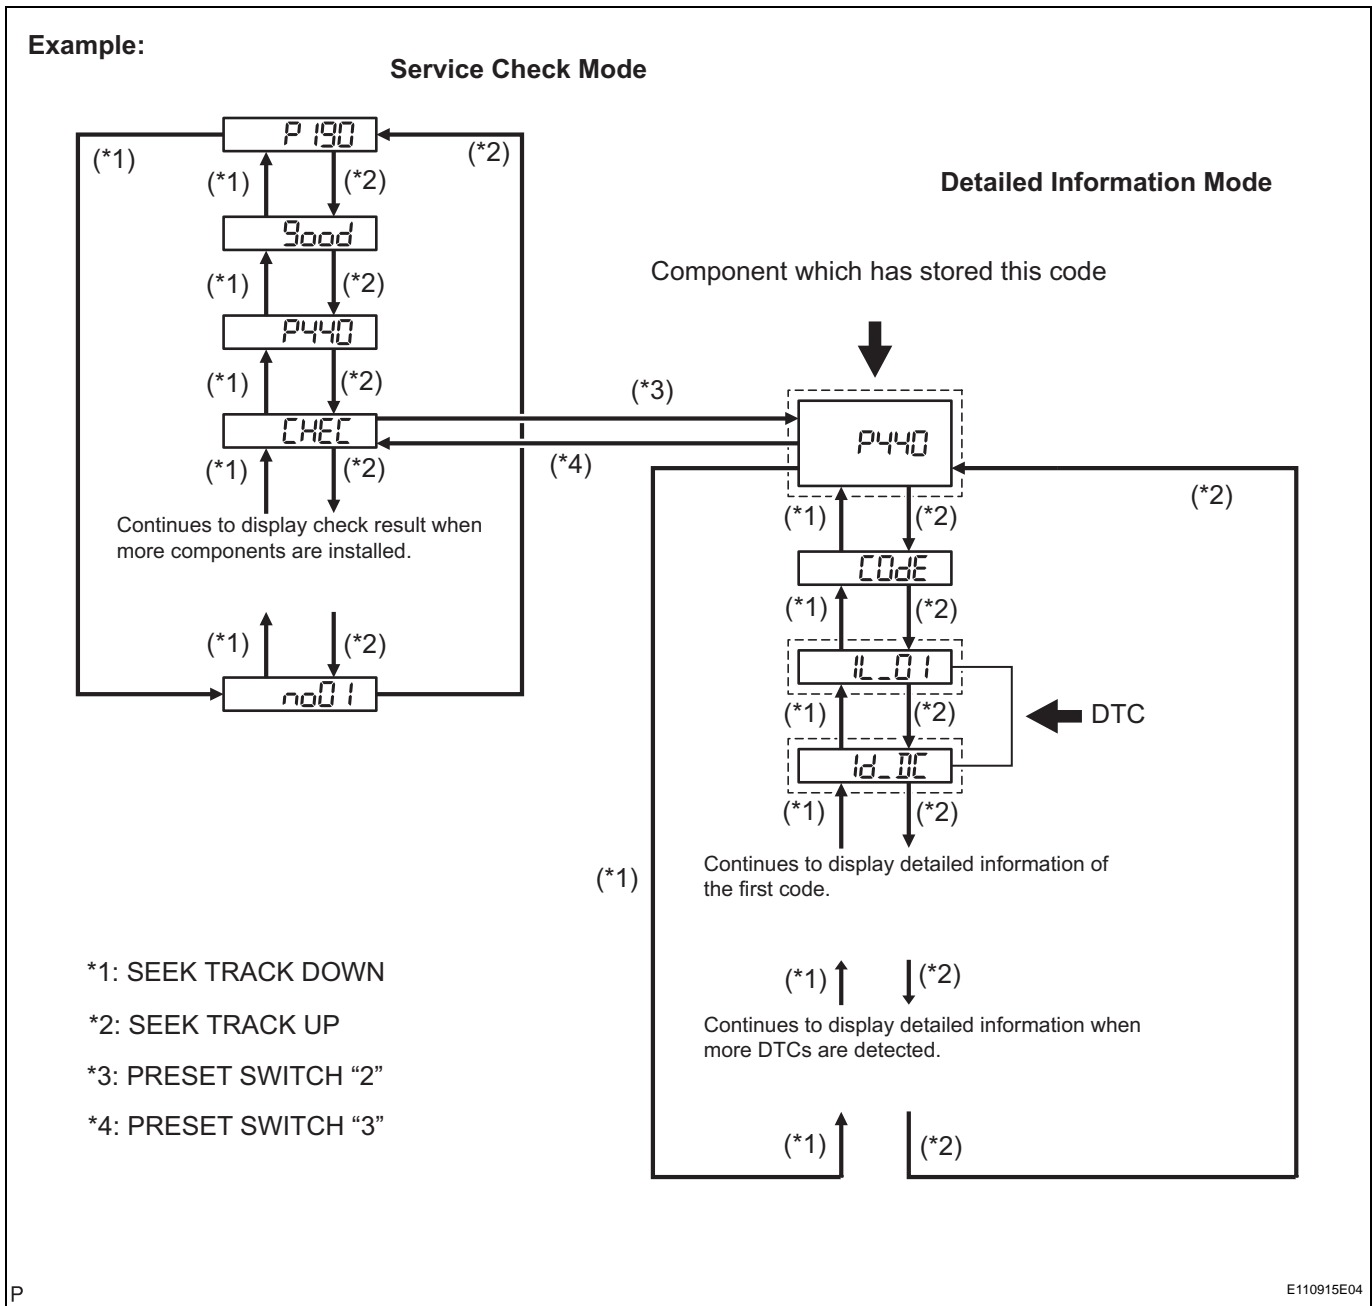 Example:
Service Check Mode
P190
(*1)
(*2)
(*1)
(*2)
good
(*1)
(*2)
P440
(*1)
(*2)
CHEC
(*1)
(*2)
Continues to display check result when
more components are installed.
(*1)
(*2)
no01
Detailed Information Mode
Component which has stored this code
(*3)
(*4)
P440
(*2)
(*1)
(*2)
COdE
(*1)
(*2)
1L_01
(*1)
(*2)
DTC
1d_DC
(*1)
(*2)
Continues to display detailed information of
the first code.
(*1)
(*1)
(*2)
Continues to display detailed information when
more DTCs are detected.
(*1)
(*2)
*1: SEEK TRACK DOWN
*2: SEEK TRACK UP
*3: PRESET SWITCH “2”
*4: PRESET SWITCH “3”
P
E110915E04